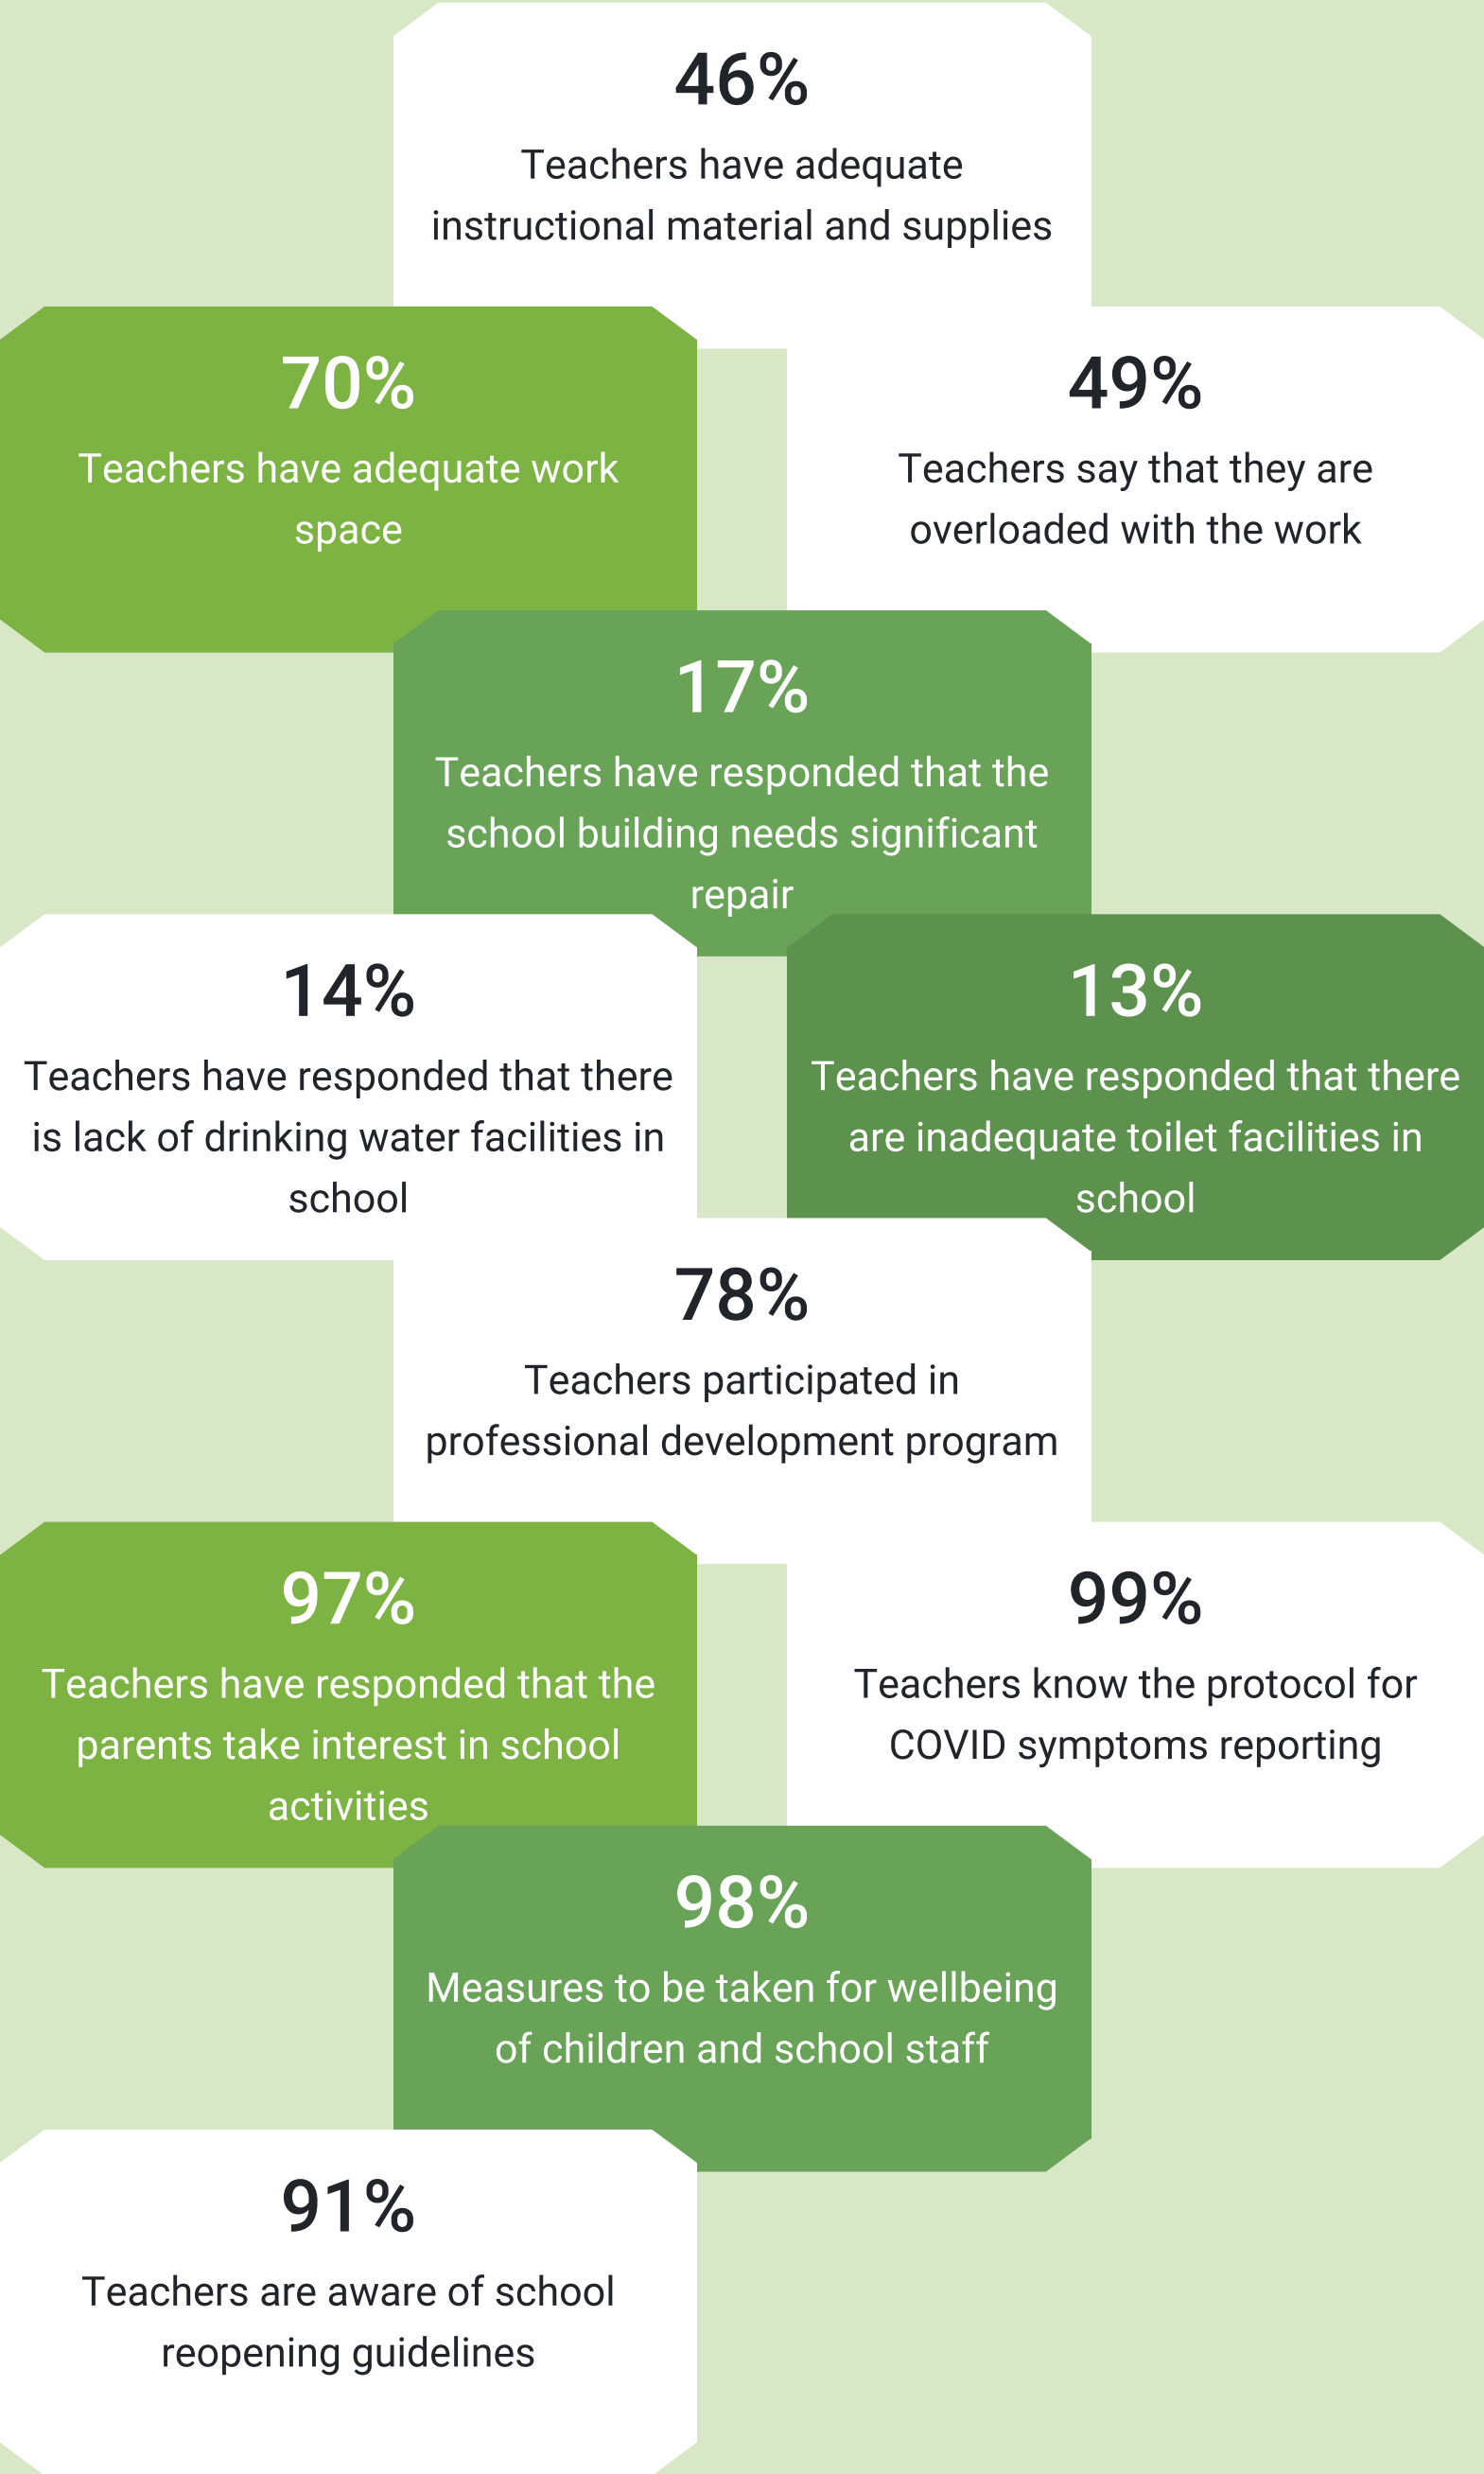 46%
Teachers have adequate
instructional material and supplies
70%
Teachers have adequate work
space
49%
Teachers say that they are
overloaded with the work
17%
Teachers have responded that the
school building needs significant
repair
14%
Teachers have responded that there
is lack of drinking water facilities in
school
13%
Teachers have responded that there
are inadequate toilet facilities in
school
78%
Teachers participated in
professional development program
97%
Teachers have responded that the
parents take interest in school
activities
99%
Teachers know the protocol for
COVID symptoms reporting
98%
Measures to be taken for wellbeing
of children and school staff
91%
Teachers are aware of school
reopening guidelines